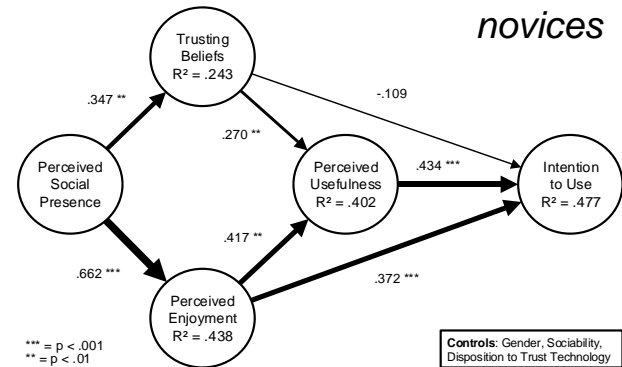 novices
Trusting
Beliefs
R² = .243
.347 **
-.109
.270 **
Perceived
Social
Presence
Perceived
Usefulness
R² = .402
.434 ***
Intention
to Use
R² = .477
.417 **
.662 ***
.372 ***
Perceived
Enjoyment
R² = .438
*** = p < .001
** = p < .01
Controls: Gender, Sociability,
Disposition to Trust Technology